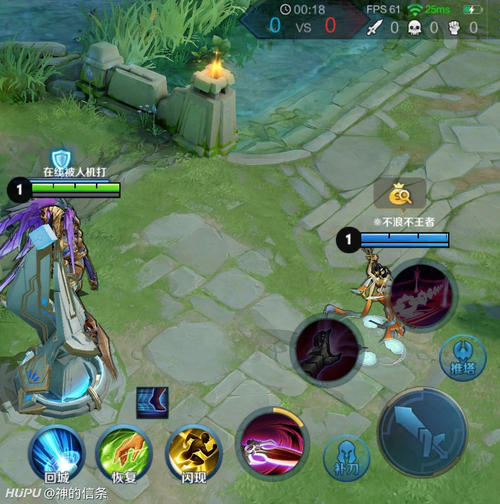 00:18
FPS 61
25ms
0 VS 0
0 0 0
在线被人机打
1
※不浪不王者
1
推塔
回城
恢复
闪现
补刀
HUPU @神的信条